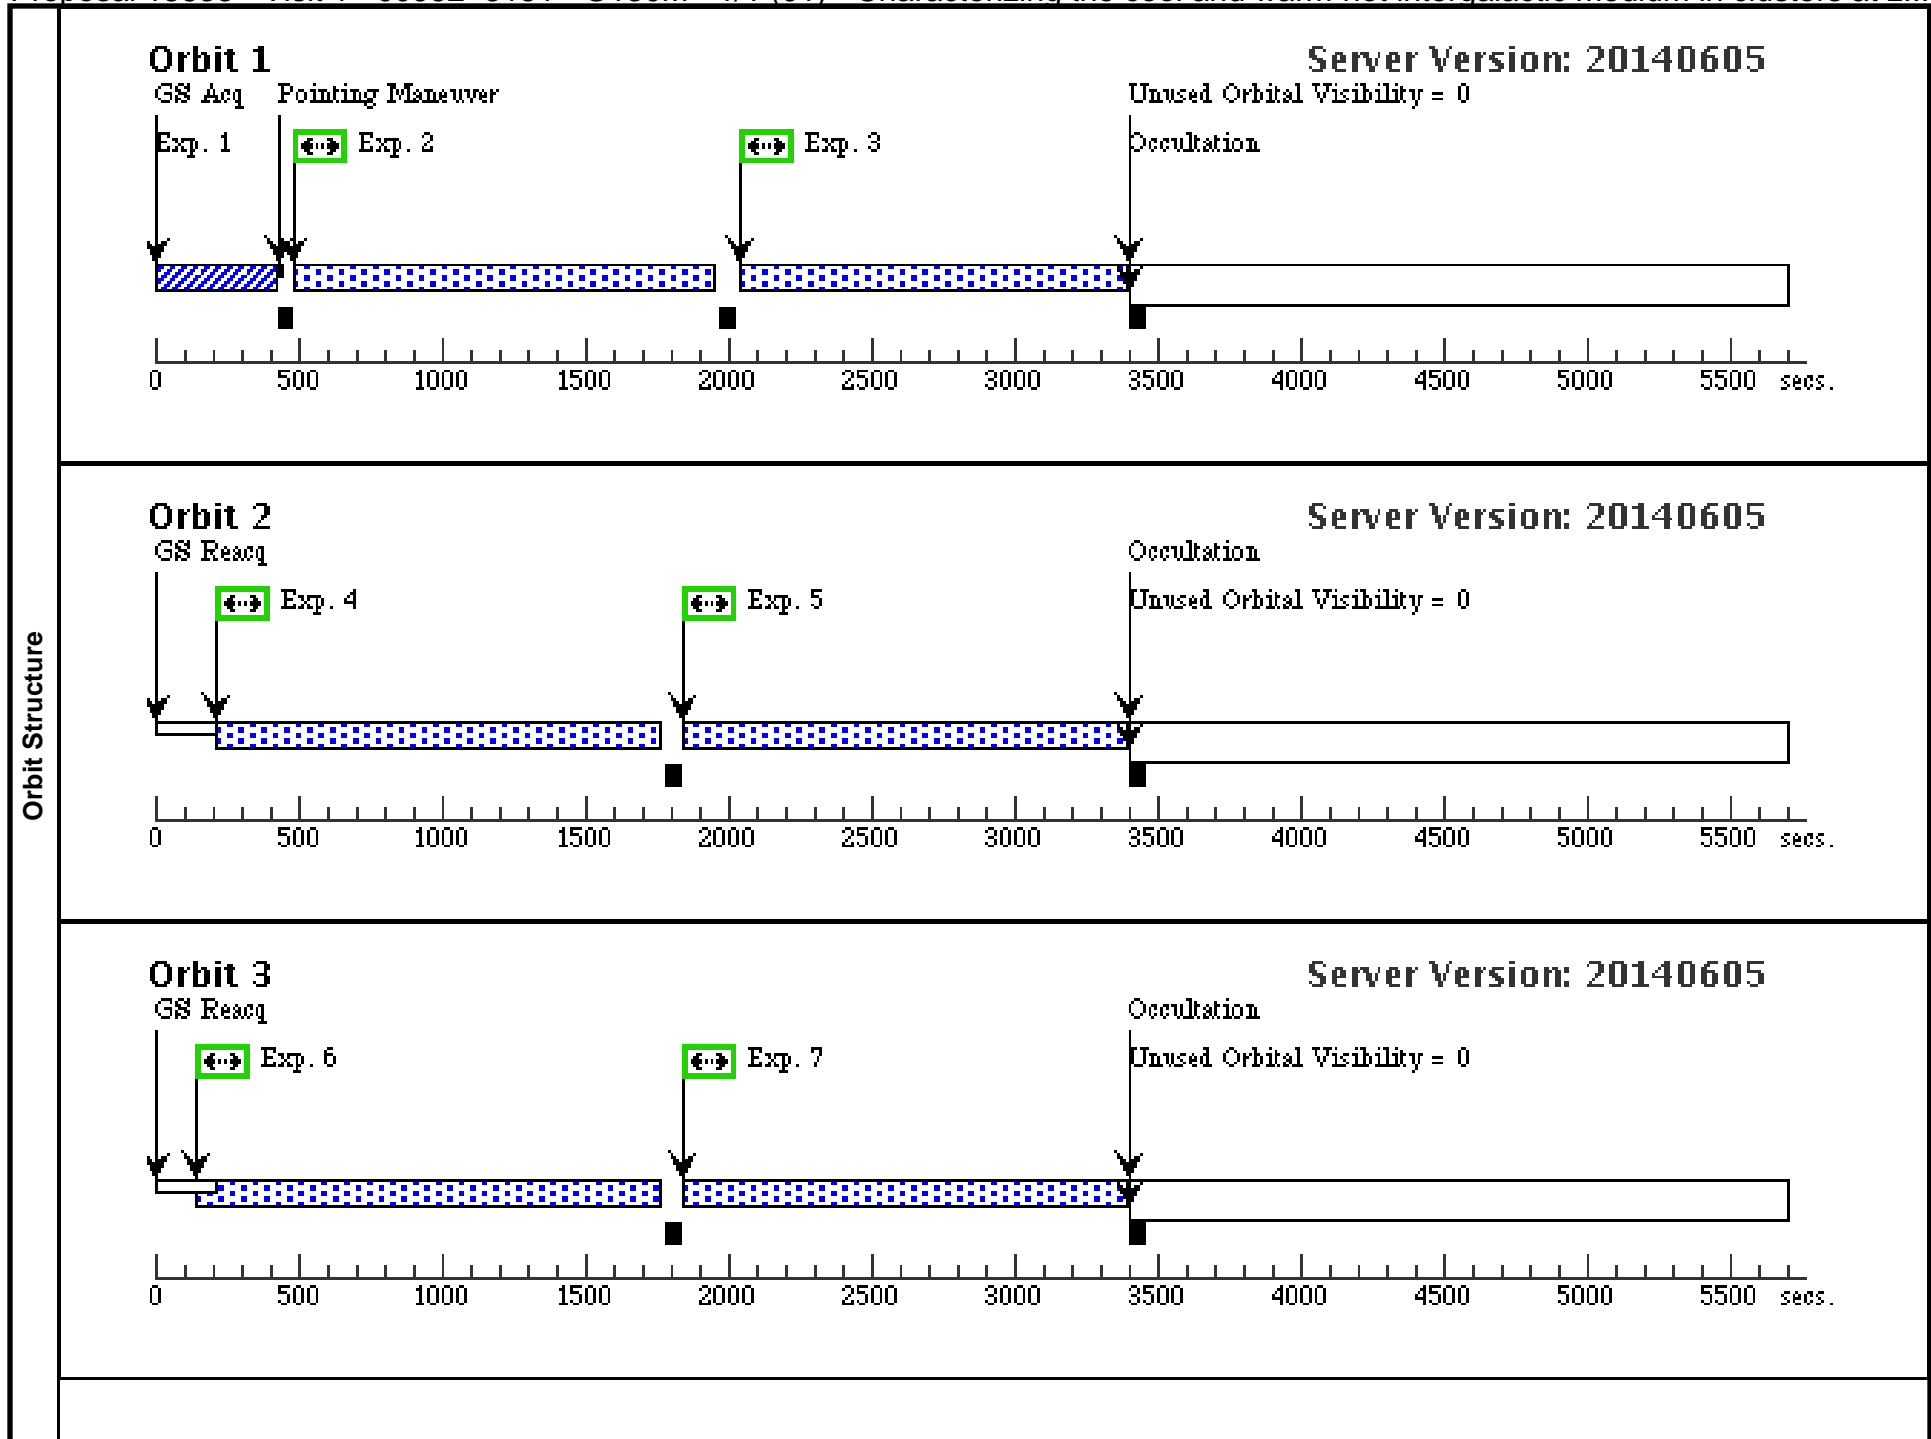 Orbit Structure
Orbit 1 Server Version: 20140605
GS Acq Pointing Maneuver Unused Orbital Visibility = 0
Exp. 1 Exp. 2 Exp. 3 Occultation
0 500 1000 1500 2000 2500 3000 3500 4000 4500 5000 5500 secs.
Orbit 2 Server Version: 20140605
GS Reacq Occultation
Exp. 4 Exp. 5 Unused Orbital Visibility = 0
0 500 1000 1500 2000 2500 3000 3500 4000 4500 5000 5500 secs.
Orbit 3 Server Version: 20140605
GS Reacq Occultation
Exp. 6 Exp. 7 Unused Orbital Visibility = 0
0 500 1000 1500 2000 2500 3000 3500 4000 4500 5000 5500 secs.